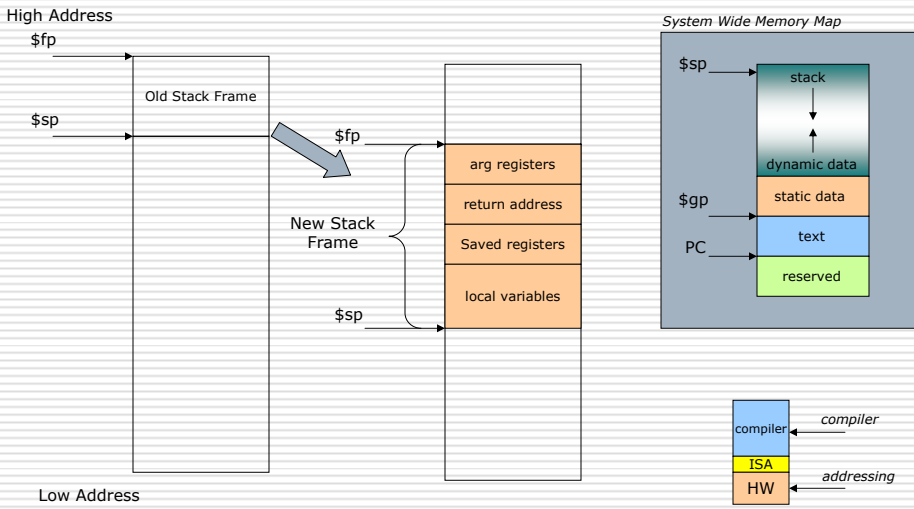 High Address
$fp
Old Stack Frame
$sp
$fp
arg registers
return address
New Stack
Frame
Saved registers
local variables
$sp
Low Address
System Wide Memory Map
$sp
stack
dynamic data
static data
$gp
text
PC
reserved
compiler
compiler
ISA
HW
addressing